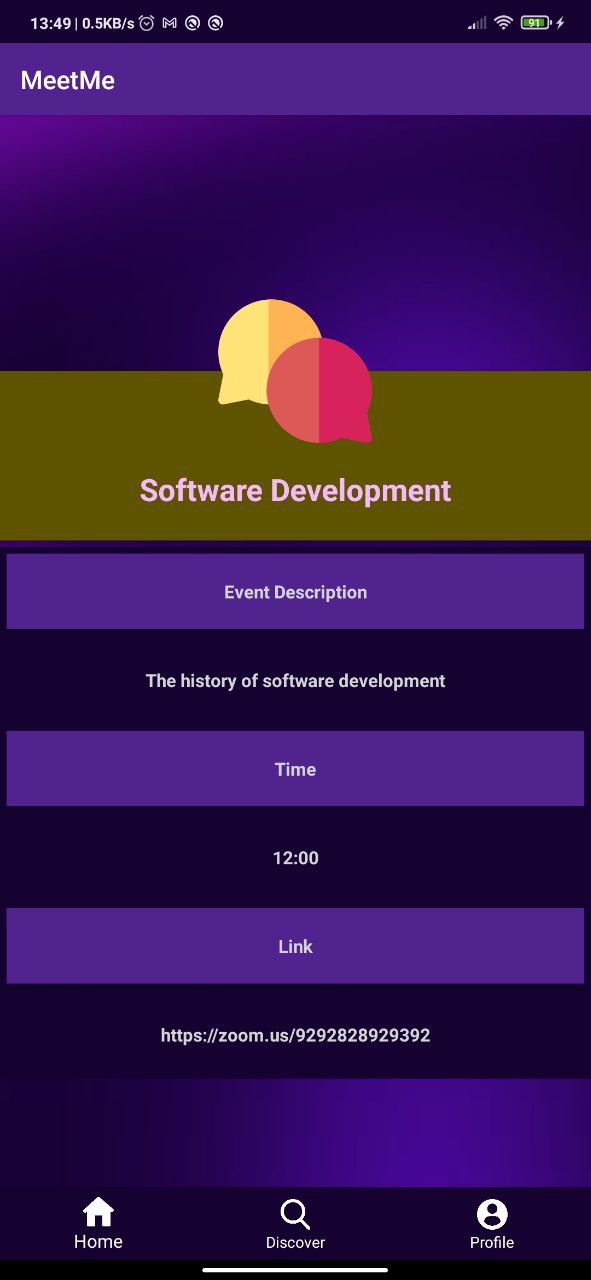 13:49 | 0.5KB/s 91
MeetMe
Software Development
Event Description
The history of software development
Time
12:00
Link
https://zoom.us/9292828929392
Home Discover Profile